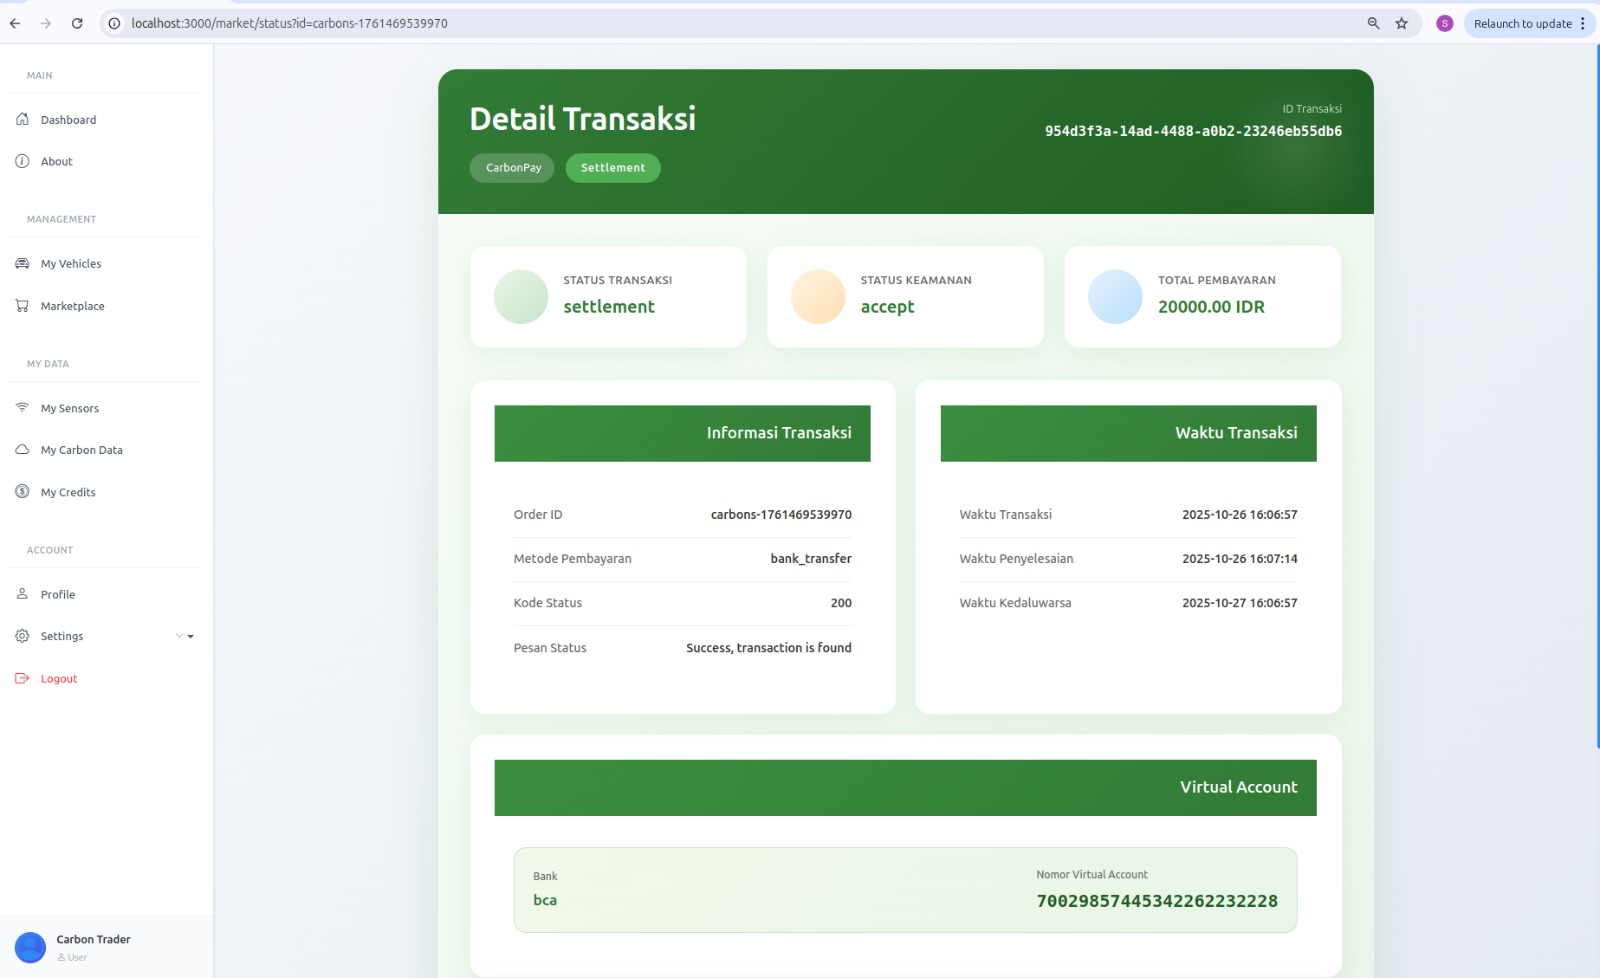 localhost:3000/market/status?id=carbons-1761469539970
S
Relaunch to update
MAIN
Dashboard
About
MANAGEMENT
My Vehicles
Marketplace
MY DATA
My Sensors
My Carbon Data
My Credits
ACCOUNT
Profile
Settings
Logout
Carbon Trader
User
Detail Transaksi
CarbonPay
Settlement
ID Transaksi
954d3f3a-14ad-4488-a0b2-23246eb55db6
STATUS TRANSAKSI
settlement
STATUS KEAMANAN
accept
TOTAL PEMBAYARAN
20000.00 IDR
Informasi Transaksi
Order ID carbons-1761469539970
Metode Pembayaran bank_transfer
Kode Status 200
Pesan Status Success, transaction is found
Waktu Transaksi
Waktu Transaksi 2025-10-26 16:06:57
Waktu Penyelesaian 2025-10-26 16:07:14
Waktu Kedaluwarsa 2025-10-27 16:06:57
Virtual Account
Bank
bca
Nomor Virtual Account
70029857445342262232228